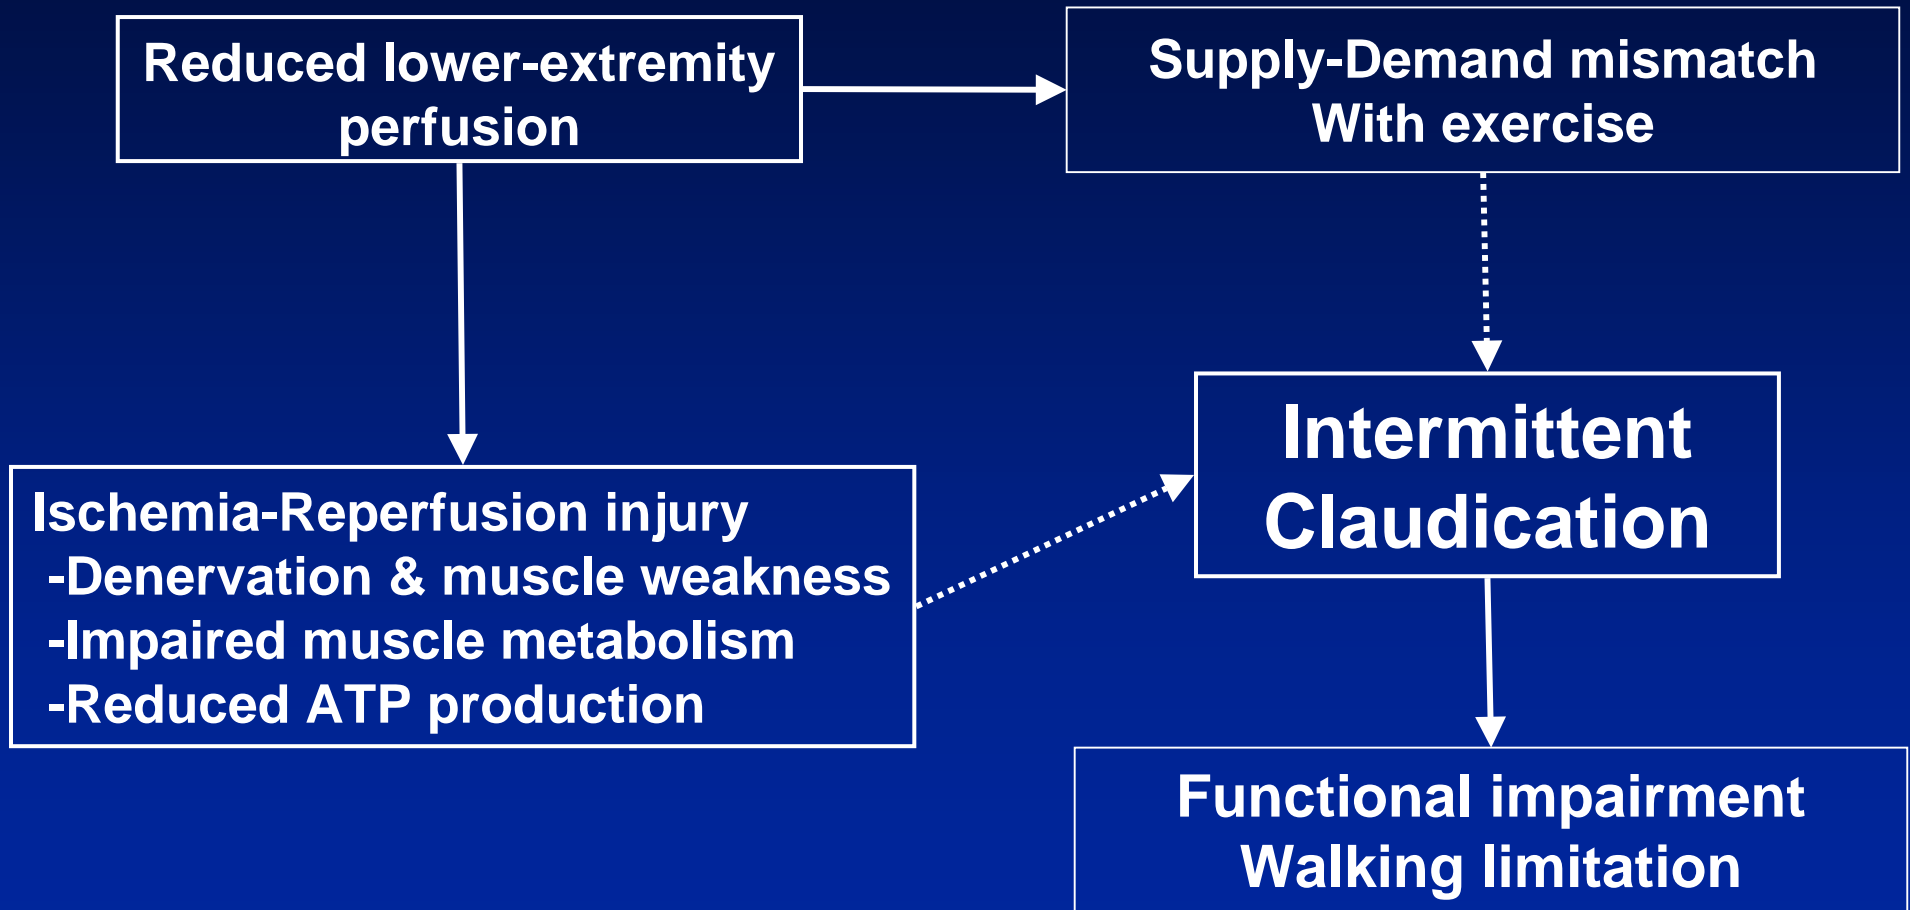 Reduced lower-extremity
perfusion
Supply-Demand mismatch
With exercise
Ischemia-Reperfusion injury
-Denervation & muscle weakness
-Impaired muscle metabolism
-Reduced ATP production
Intermittent
Claudication
Functional impairment
Walking limitation